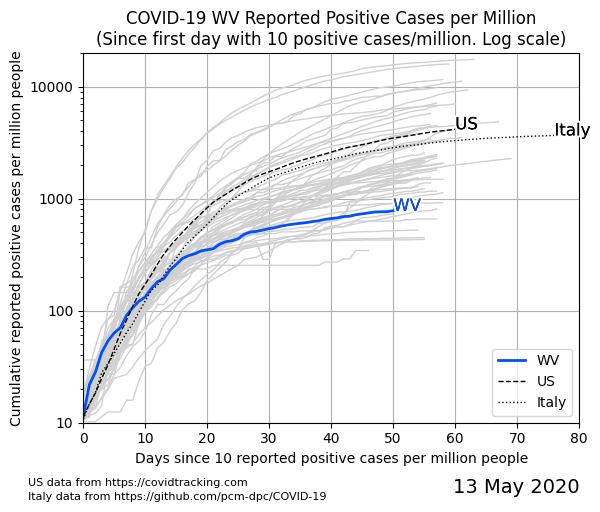 COVID-19 WV Reported Positive Cases per Million
(Since first day with 10 positive cases/million. Log scale)
Cumulative reported positive cases per million people
10000
1000
100
10
US
Italy
WV
WV
US
Italy
0 10 20 30 40 50 60 70 80
Days since 10 reported positive cases per million people
US data from https://covidtracking.com
Italy data from https://github.com/pcm-dpc/COVID-19
13 May 2020